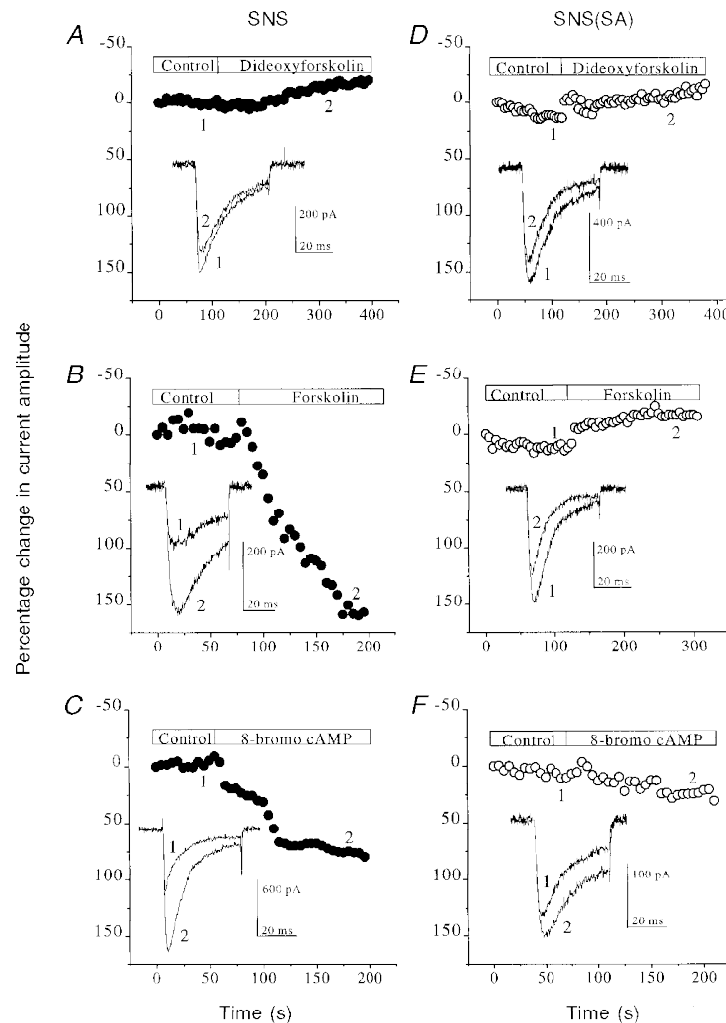 SNS
SNS(SA)
Percentage change in current amplitude
A
-50
0
50
100
150
Control
Dideoxyforskolin
1
2
2
1
200 pA
20 ms
0
100
200
300
400
D
-50
0
50
100
150
Control
Dideoxyforskolin
1
2
2
1
400 pA
20 ms
0
100
200
300
400
B
-50
0
50
100
150
Control
Forskolin
1
2
1
2
200 pA
20 ms
0
50
100
150
200
E
-50
0
50
100
150
Control
Forskolin
1
2
2
1
200 pA
20 ms
0
100
200
300
C
-50
0
50
100
150
Control
8-bromo cAMP
1
2
1
2
600 pA
20 ms
0
50
100
150
200
Time (s)
F
-50
0
50
100
150
Control
8-bromo cAMP
1
2
1
2
100 pA
20 ms
0
50
100
150
200
Time (s)